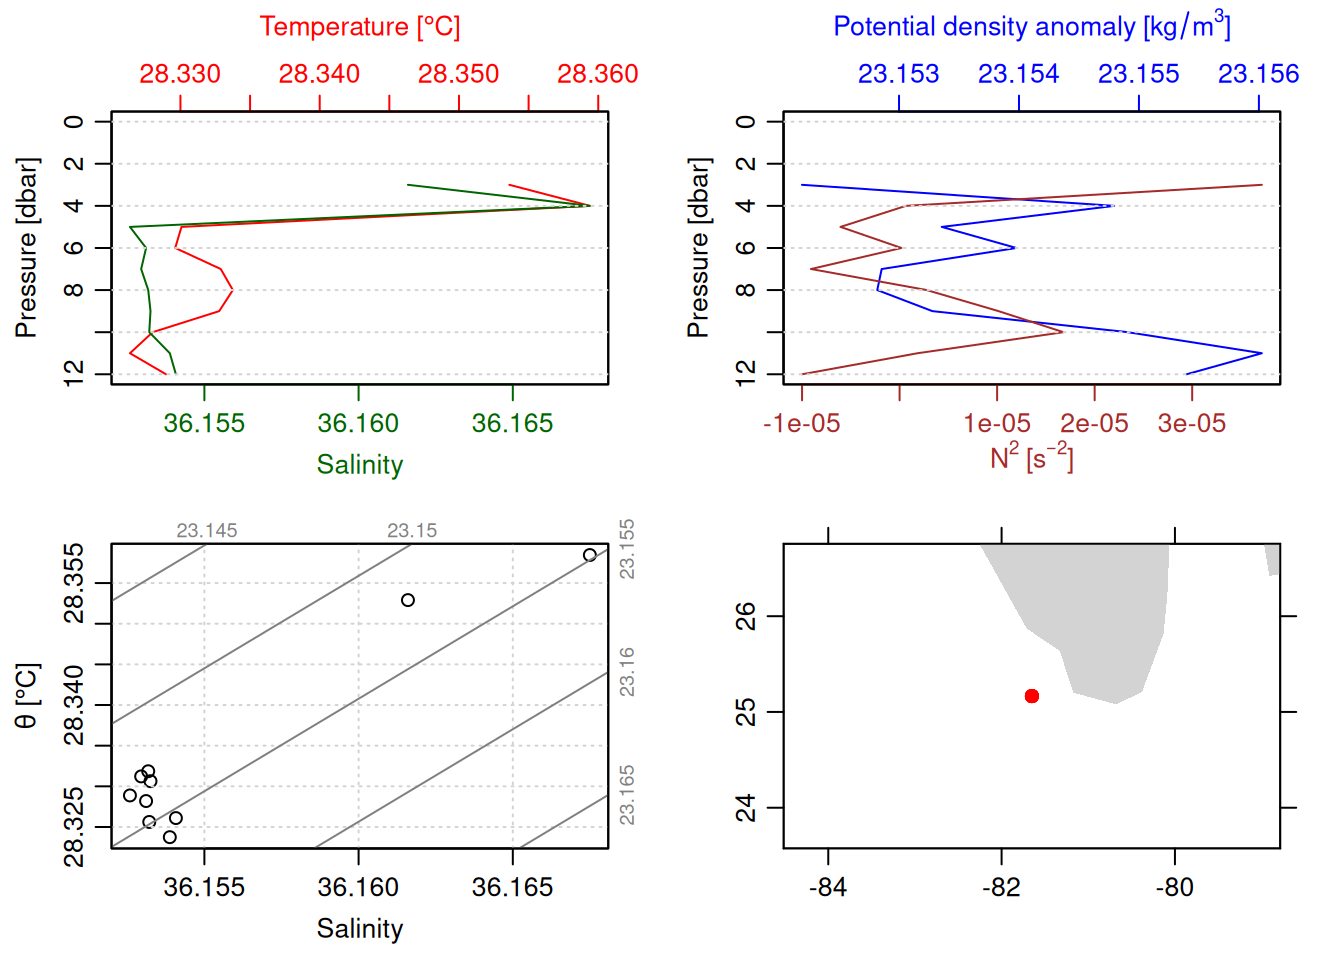 Temperature [°C]
28.330 28.340 28.350 28.360
0
2
4
6
8
12
Pressure [dbar]
36.155 36.160 36.165
Salinity
Potential density anomaly [kg/m³]
23.153 23.154 23.155 23.156
0
2
4
6
8
12
Pressure [dbar]
-1e-05 1e-05 2e-05 3e-05
N² [s⁻²]
23.145 23.15
23.155
23.16
23.165
28.355
28.340
28.325
θ [°C]
36.155 36.160 36.165
Salinity
26
25
24
-84 -82 -80